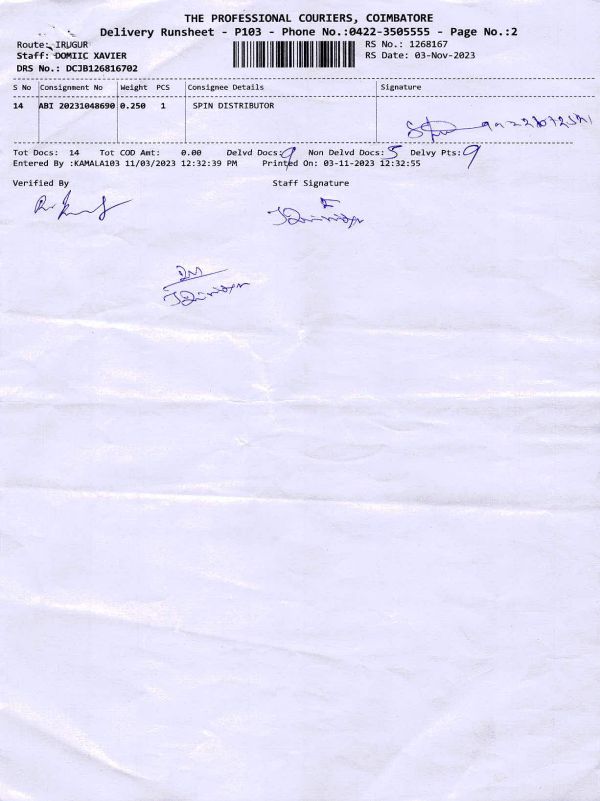 THE PROFESSIONAL COURIERS, COIMBATORE
Delivery Runsheet - P103 - Phone No.:0422-3505555 - Page No.:2
Route: IRUGUR RS No.: 1268167
Staff: DOMIIC XAVIER RS Date: 03-Nov-2023
DRS No.: DCJB126816702
S No Consignment No Weight PCS Consignee Details Signature
14 ABI 20231048690 0.250 1 SPIN DISTRIBUTOR
Tot Docs: 14 Tot COD Amt: 0.00 Delvd Docs: 9 Non Delvd Docs: 5 Delvy Pts: 9
Entered By :KAMALA103 11/03/2023 12:32:39 PM Printed On: 03-11-2023 12:32:55
Verified By Staff Signature